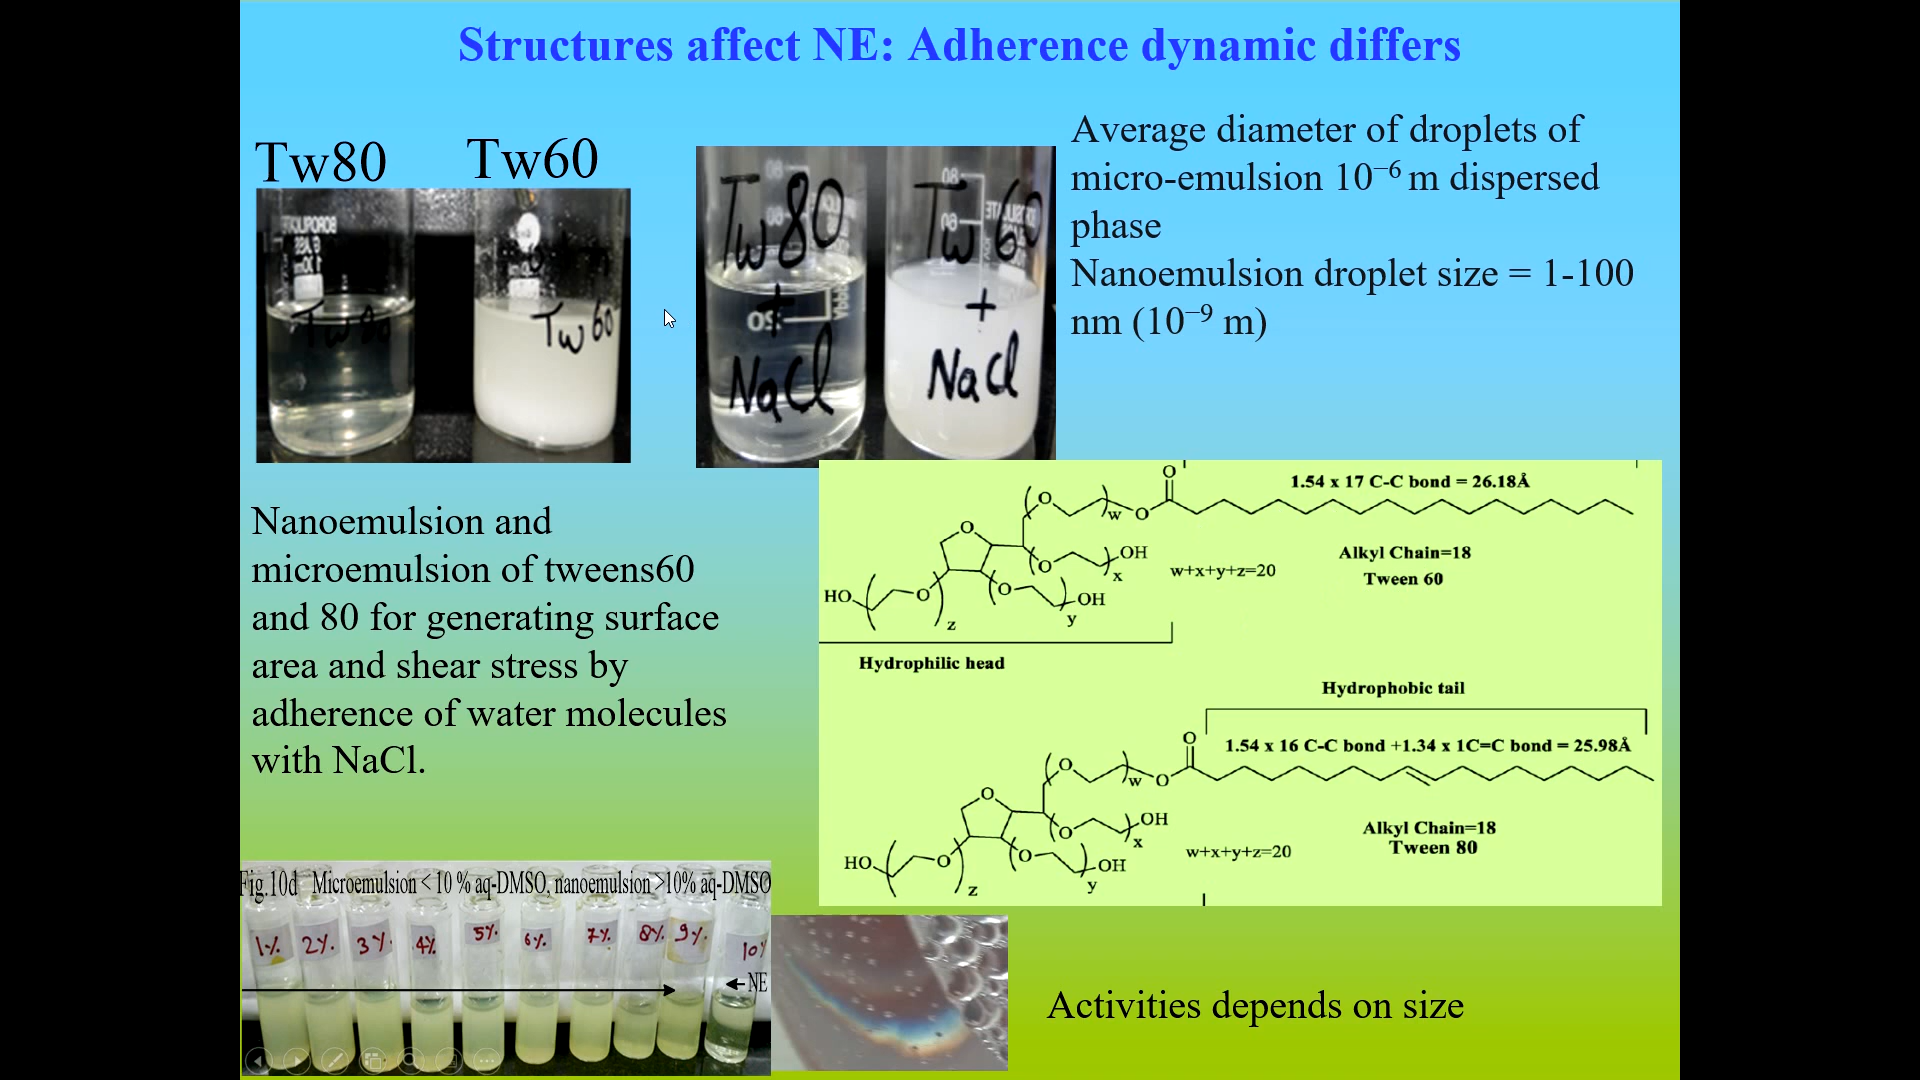 Structures affect NE: Adherence dynamic differs
Tw80
Tw60
Tw80
Tw60
Tw80
+
NaCl
80
60
Tw60
+
NaCl
Average diameter of droplets of
micro-emulsion 10⁻⁶ m dispersed
phase
Nanoemulsion droplet size = 1-100
nm (10⁻⁹ m)
Nanoemulsion and
microemulsion of tweens60
and 80 for generating surface
area and shear stress by
adherence of water molecules
with NaCl.
1.54 x 17 C-C bond = 26.18Å
O
O
w
O
O
O
x
OH
w+x+y+z=20
Alkyl Chain=18
Tween 60
HO
O
z
O
y
OH
Hydrophilic head
Hydrophobic tail
1.54 x 16 C-C bond +1.34 x 1C=C bond = 25.98Å
O
O
w
O
O
O
x
OH
w+x+y+z=20
Alkyl Chain=18
Tween 80
HO
O
z
O
y
OH
Fig.10d Microemulsion < 10 % aq-DMSO, nanoemulsion >10% aq-DMSO
1%
2%
3%
4%
5%
6%
7%
8%
9%
10%
NE
Activities depends on size